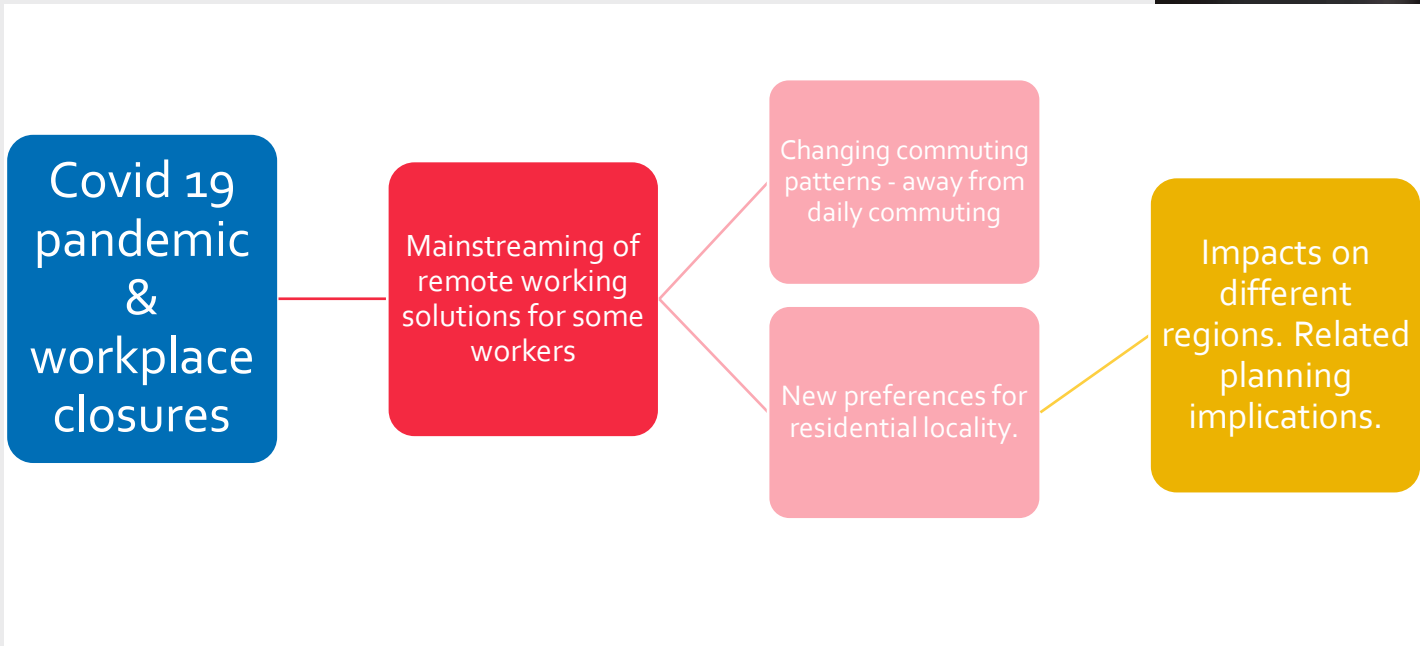 Covid 19
pandemic
&
workplace
closures
Mainstreaming of
remote working
solutions for some
workers
Changing commuting
patterns - away from
daily commuting
New preferences for
residential locality.
Impacts on
different
regions. Related
planning
implications.